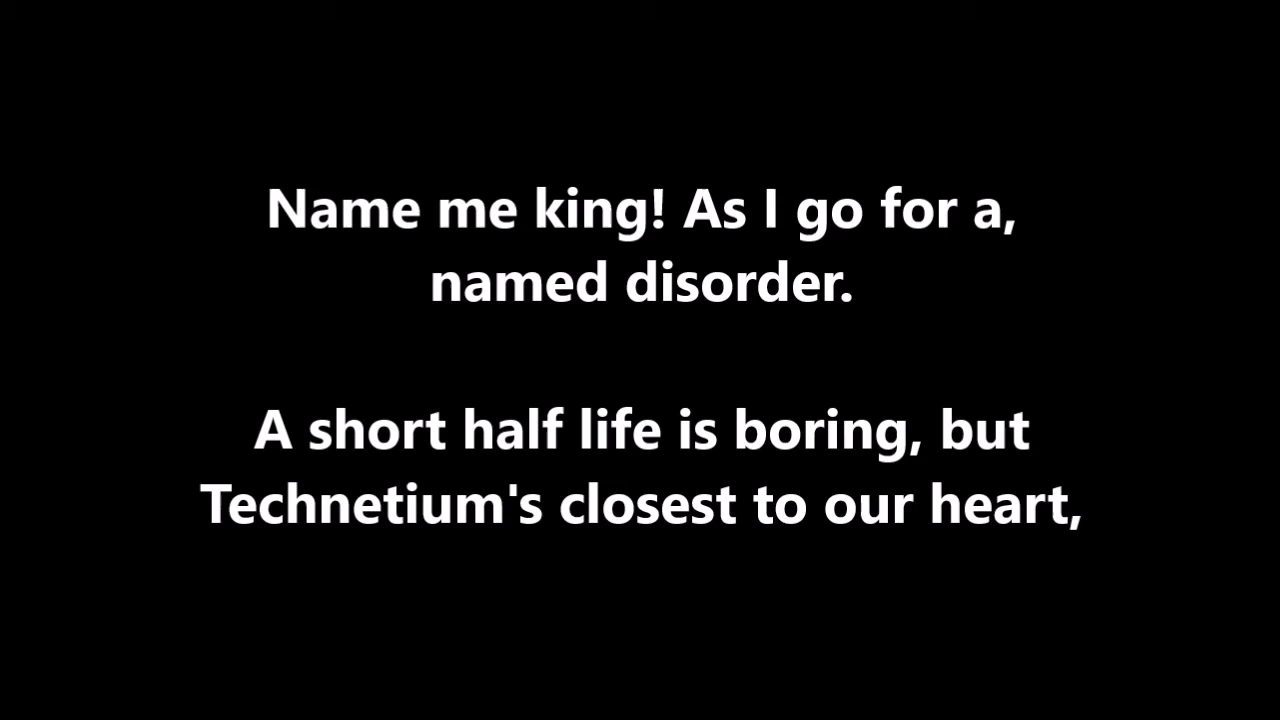 Name me king! As I go for a,
named disorder.
A short half life is boring, but
Technetium's closest to our heart,